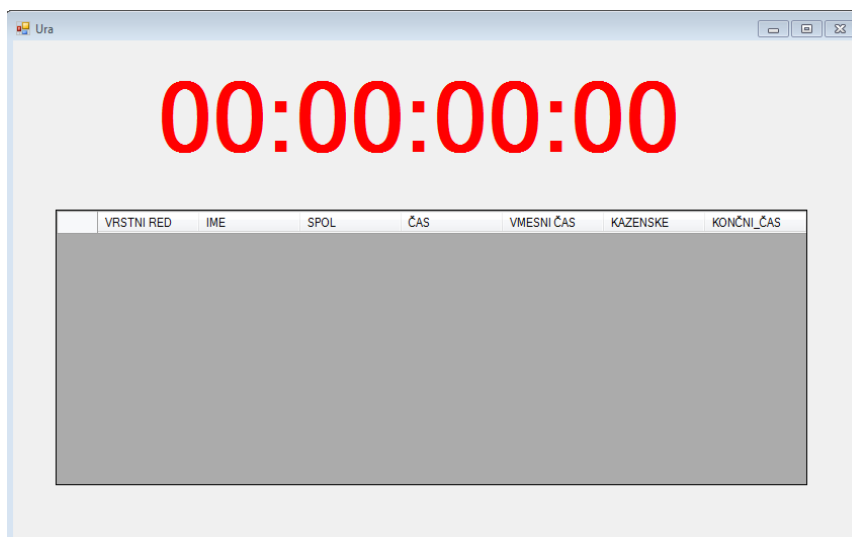 Ura
00:00:00:00
VRSTNI RED IME SPOL ČAS VMESNI ČAS KAZENSKE KONČNI_ČAS